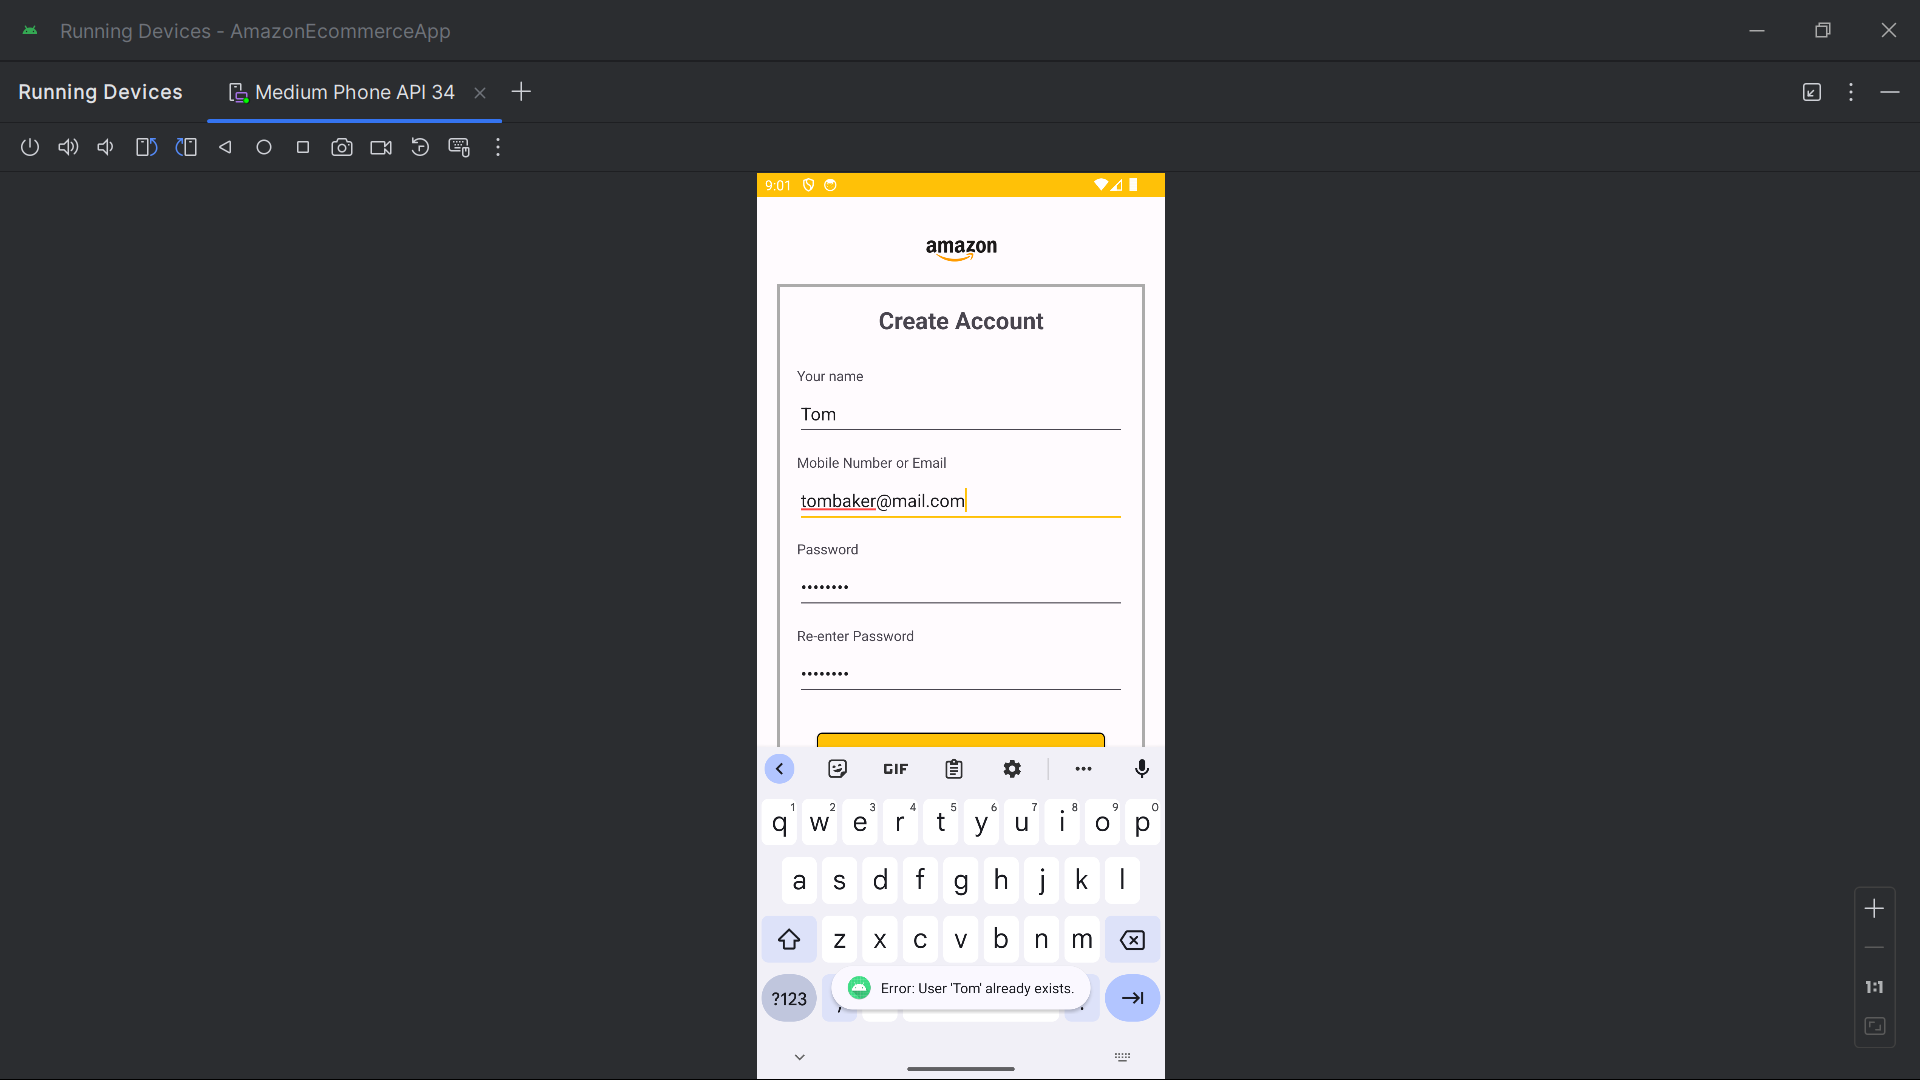 Running Devices - AmazonEcommerceApp
Running Devices
Medium Phone API 34
9:01
amazon
Create Account
Your name
Tom
Mobile Number or Email
tombaker@mail.com
Password
••••••••
Re-enter Password
••••••••
GIF
1 2 3 4 5 6 7 8 9 0
q w e r t y u i o p
a s d f g h j k l
z x c v b n m
?123
Error: User 'Tom' already exists.
1:1